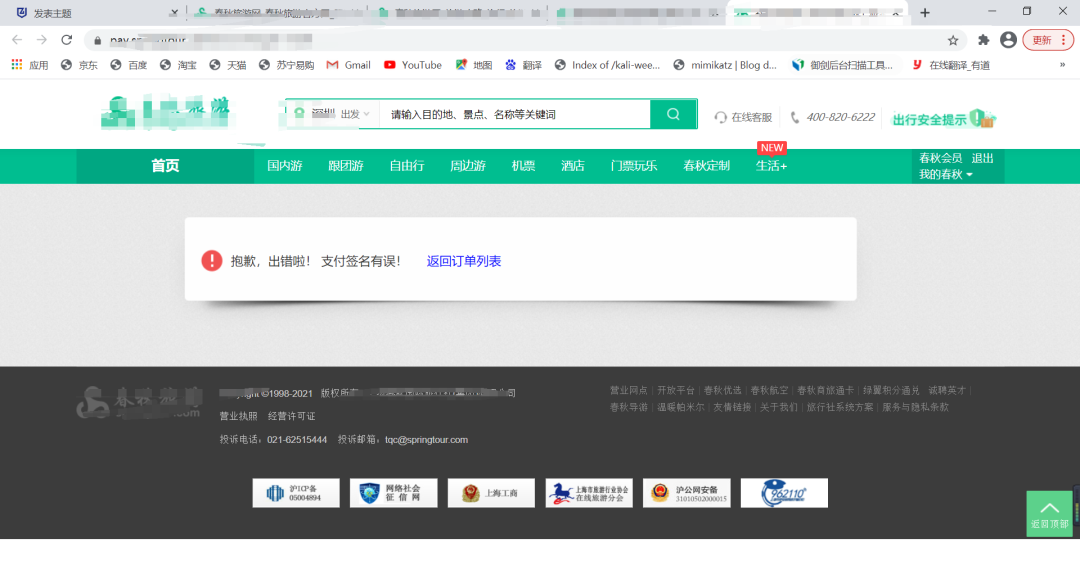 发表主题
更新
应用 京东 百度 淘宝 天猫 苏宁易购 Gmail YouTube 地图 翻译 Index of /kali-wee... mimikatz | Blog d... 御剑后台扫描工具... 在线翻译_有道 »
出发 请输入目的地、景点、名称等关键词 在线客服 400-820-6222 出行安全提示
NEW
首页 国内游 跟团游 自由行 周边游 机票 酒店 门票玩乐 春秋定制 生活+ 春秋会员 退出
我的春秋
抱歉，出错啦！ 支付签名有误！ 返回订单列表
©1998-2021 版权所有
营业网点 | 开放平台 | 春秋优选 | 春秋航空 | 春秋商旅通卡 | 绿翼积分通兑 诚聘英才 |
春秋导游 | 温暖帕米尔 | 友情链接 | 关于我们 | 旅行社系统方案 | 服务与隐私条款
营业执照 经营许可证
投诉电话：021-62515444 投诉邮箱：tqc@springtour.com
沪ICP备
05004894
网络社会
征信网
上海工商
上海市旅游行业协会
在线旅游分会
沪公网安备
31010502000015
962110
返回顶部